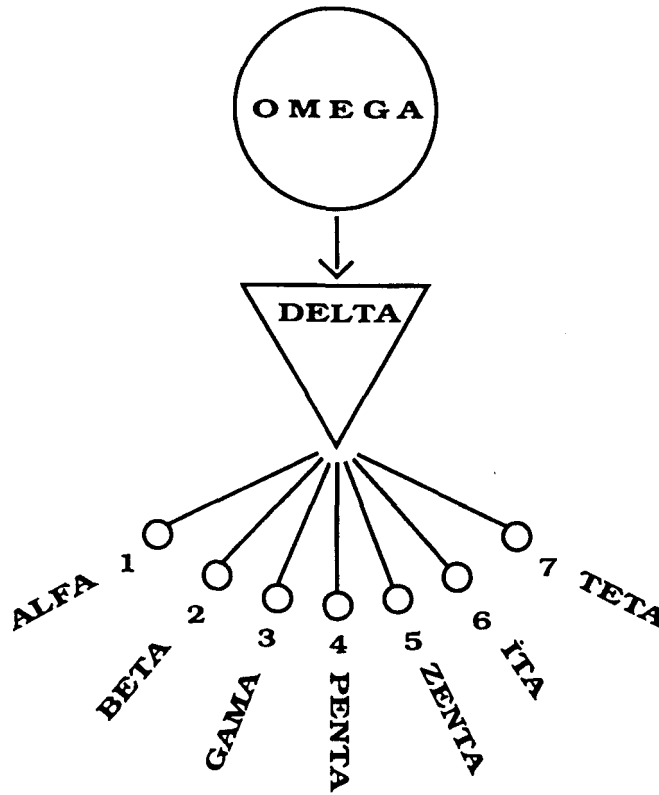 OMEGA
DELTA
1 ALFA
2 BETA
3 GAMA
4 PENTA
5 ZENTA
6 İTA
7 TETA